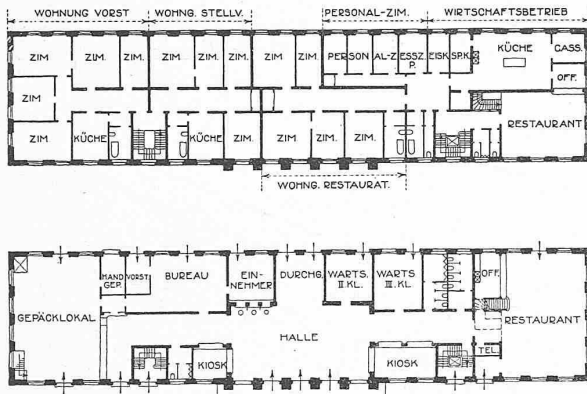 WOHNUNG VORST WOHNG. STELLV. PERSONAL-ZIM. WIRTSCHAFTSBETRIEB
ZIM ZIM. ZIM. ZIM. ZIM. ZIM. ZIM. ZIM. PERSON AL-Z. ESSZ. P. EISK. SP.K. KÜCHE CASS.
OFF.
ZIM
ZIM. KÜCHE KÜCHE ZIM. ZIM ZIM. ZIM. RESTAURANT
WOHNG. RESTAURAT.
HAND GEP. VORST. BUREAU EIN-NEHMER DURCHG. WARTS. II KL. WARTS III. KL. OFF.
GEPÄCKLOKAL HALLE RESTAURANT
KIOSK KIOSK TEL.